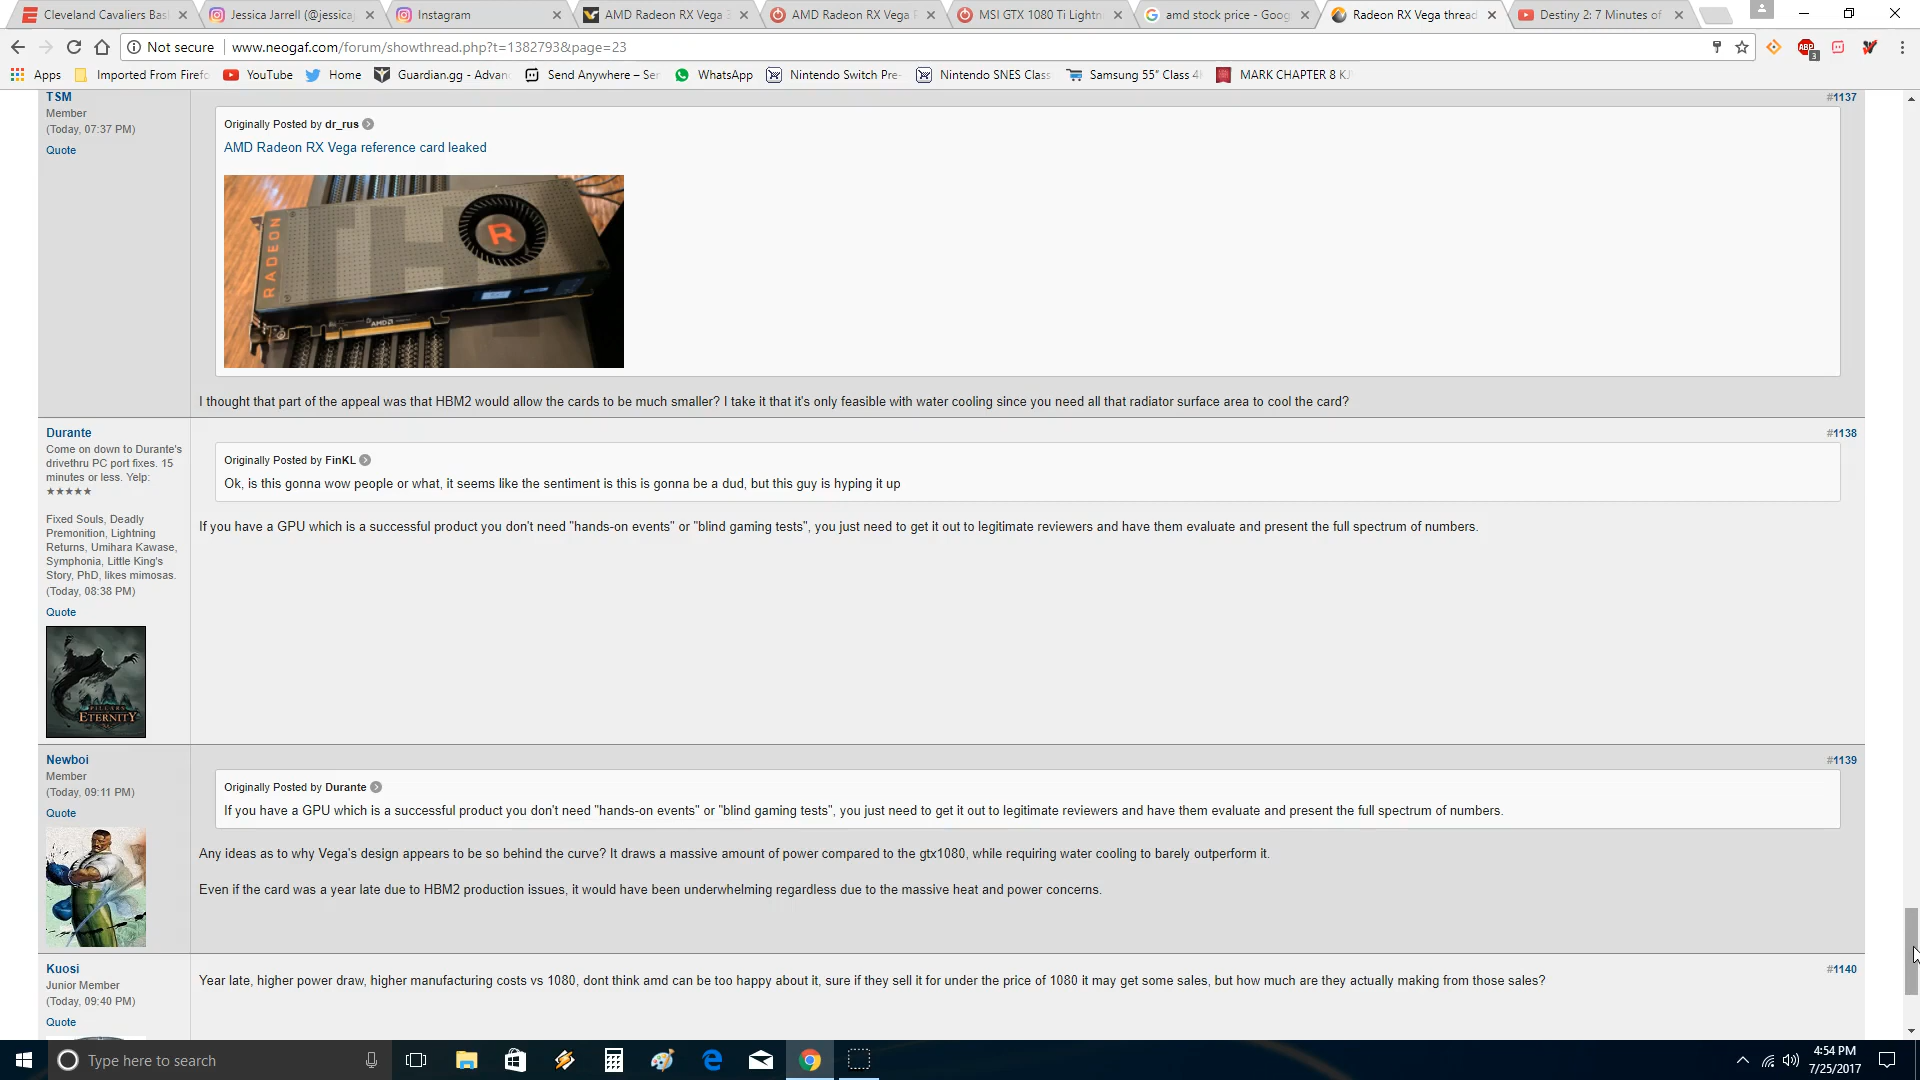 Cleveland Cavaliers Bas
Jessica Jarrell (@jessica
Instagram
AMD Radeon RX Vega 3
AMD Radeon RX Vega
MSI GTX 1080 Ti Lightn
amd stock price - Goog
Radeon RX Vega thread
Destiny 2: 7 Minutes of
Not secure
www.neogaf.com/forum/showthread.php?t=1382793&page=23
ABP
3
Apps
Imported From Firefo
YouTube
Home
Guardian.gg - Advan
Send Anywhere – Se
WhatsApp
Nintendo Switch Pre-
Nintendo SNES Class
Samsung 55" Class 4
MARK CHAPTER 8 KJ
TSM
Member
(Today, 07:37 PM)
Quote
#1137
Originally Posted by dr_rus
AMD Radeon RX Vega reference card leaked
RADEON
R
AMD
I thought that part of the appeal was that HBM2 would allow the cards to be much smaller? I take it that it's only feasible with water cooling since you need all that radiator surface area to cool the card?
Durante
Come on down to Durante's
drivethru PC port fixes. 15
minutes or less. Yelp:
★★★★★
Fixed Souls, Deadly
Premonition, Lightning
Returns, Umihara Kawase,
Symphonia, Little King's
Story, PhD, likes mimosas.
(Today, 08:38 PM)
Quote
PILLARS
ETERNITY
#1138
Originally Posted by FinKL
Ok, is this gonna wow people or what, it seems like the sentiment is this is gonna be a dud, but this guy is hyping it up
If you have a GPU which is a successful product you don't need "hands-on events" or "blind gaming tests", you just need to get it out to legitimate reviewers and have them evaluate and present the full spectrum of numbers.
Newboi
Member
(Today, 09:11 PM)
Quote
#1139
Originally Posted by Durante
If you have a GPU which is a successful product you don't need "hands-on events" or "blind gaming tests", you just need to get it out to legitimate reviewers and have them evaluate and present the full spectrum of numbers.
Any ideas as to why Vega's design appears to be so behind the curve? It draws a massive amount of power compared to the gtx1080, while requiring water cooling to barely outperform it.
Even if the card was a year late due to HBM2 production issues, it would have been underwhelming regardless due to the massive heat and power concerns.
Kuosi
Junior Member
(Today, 09:40 PM)
Quote
#1140
Year late, higher power draw, higher manufacturing costs vs 1080, dont think amd can be too happy about it, sure if they sell it for under the price of 1080 it may get some sales, but how much are they actually making from those sales?
Type here to search
4:54 PM
7/25/2017